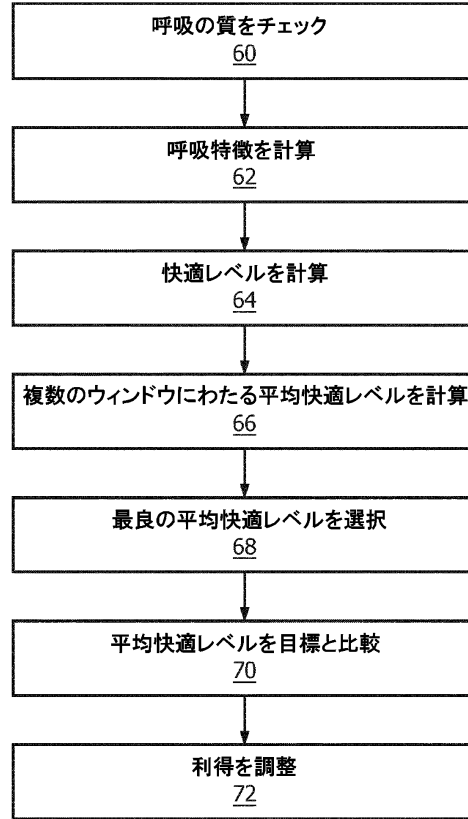 呼吸の質をチェック
60
呼吸特徴を計算
62
快適レベルを計算
64
複数のウィンドウにわたる平均快適レベルを計算
66
最良の平均快適レベルを選択
68
平均快適レベルを目標と比較
70
利得を調整
72